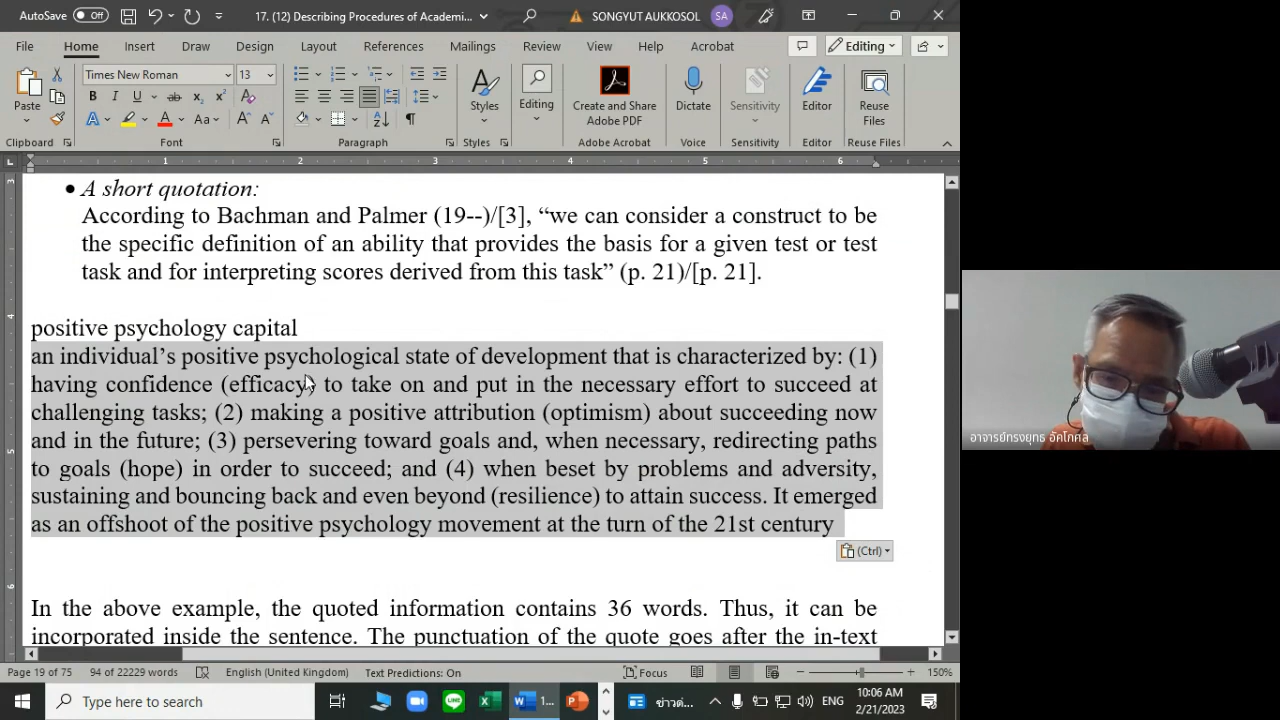 AutoSave Off 17. (12) Describing Procedures of Academi... SONGYUT AUKKOSOL SA
File Home Insert Draw Design Layout References Mailings Review View Help Acrobat Editing
Times New Roman 13
Paste Styles Editing Create and Share Adobe PDF Dictate Sensitivity Editor Reuse Files
Clipboard Font Paragraph Styles Adobe Acrobat Voice Sensitivity Editor Reuse Files
• A short quotation:
According to Bachman and Palmer (19--)/[3], “we can consider a construct to be
the specific definition of an ability that provides the basis for a given test or test
task and for interpreting scores derived from this task” (p. 21)/[p. 21].
positive psychology capital
an individual’s positive psychological state of development that is characterized by: (1)
having confidence (efficacy) to take on and put in the necessary effort to succeed at
challenging tasks; (2) making a positive attribution (optimism) about succeeding now
and in the future; (3) persevering toward goals and, when necessary, redirecting paths
to goals (hope) in order to succeed; and (4) when beset by problems and adversity,
sustaining and bouncing back and even beyond (resilience) to attain success. It emerged
as an offshoot of the positive psychology movement at the turn of the 21st century
(Ctrl)
In the above example, the quoted information contains 36 words. Thus, it can be
incorporated inside the sentence. The punctuation of the quote goes after the in-text
Page 19 of 75 94 of 22229 words English (United Kingdom) Text Predictions: On Focus 150%
Type here to search 1... ข่าวต่... ENG 10:06 AM
2/21/2023
อาจารย์ทรงยุทธ อัคโกศล